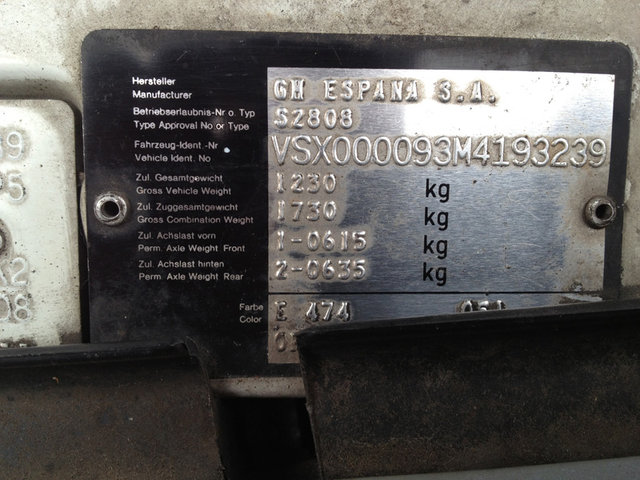 Hersteller
Manufacturer
GM ESPANA S.A.
Betriebserlaubnis-Nr o. Typ
Type Approval No or Type
52808
Fahrzeug-Ident.-Nr
Vehicle Ident. No
VSX000093M4193239
Zul. Gesamtgewicht
Gross Vehicle Weight
1230 kg
Zul. Zuggesamtgewicht
Gross Combination Weight
1730 kg
Zul. Achslast vorn
Perm. Axle Weight Front
1-0615 kg
Zul. Achslast hinten
Perm. Axle Weight Rear
2-0635 kg
Farbe
Color
E 474